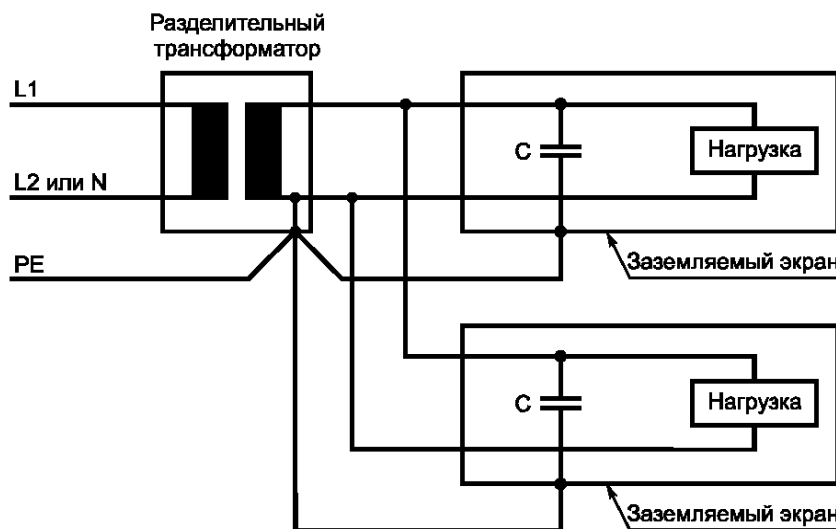 Разделительный
трансформатор
L1
C
Нагрузка
L2 или N
PE
Заземляемый экран
C
Нагрузка
Заземляемый экран